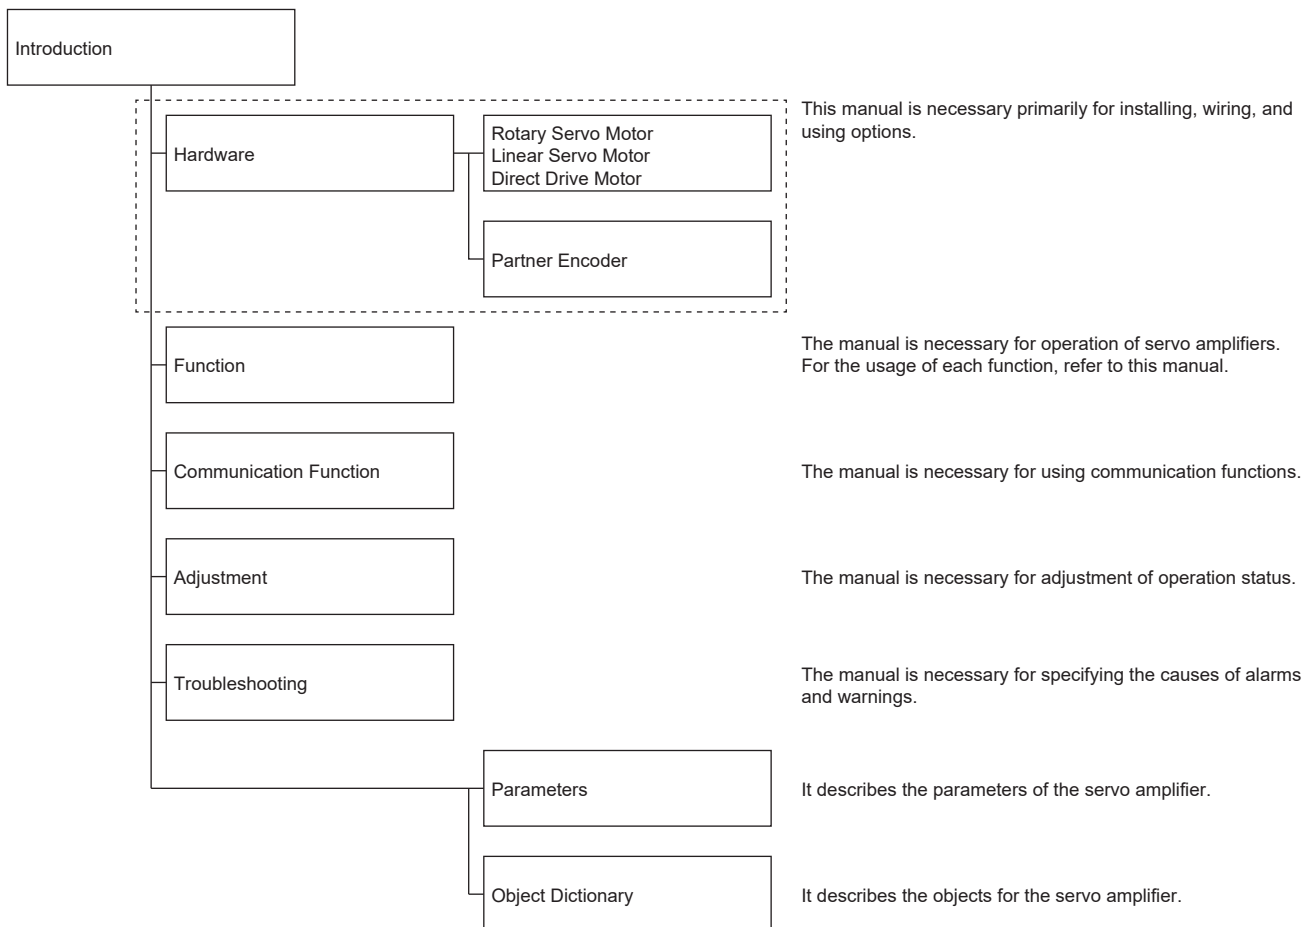 Introduction
This manual is necessary primarily for installing, wiring, and
using options.
Hardware
Rotary Servo Motor
Linear Servo Motor
Direct Drive Motor
Partner Encoder
Function
The manual is necessary for operation of servo amplifiers.
For the usage of each function, refer to this manual.
Communication Function
The manual is necessary for using communication functions.
Adjustment
The manual is necessary for adjustment of operation status.
Troubleshooting
The manual is necessary for specifying the causes of alarms
and warnings.
Parameters
It describes the parameters of the servo amplifier.
Object Dictionary
It describes the objects for the servo amplifier.